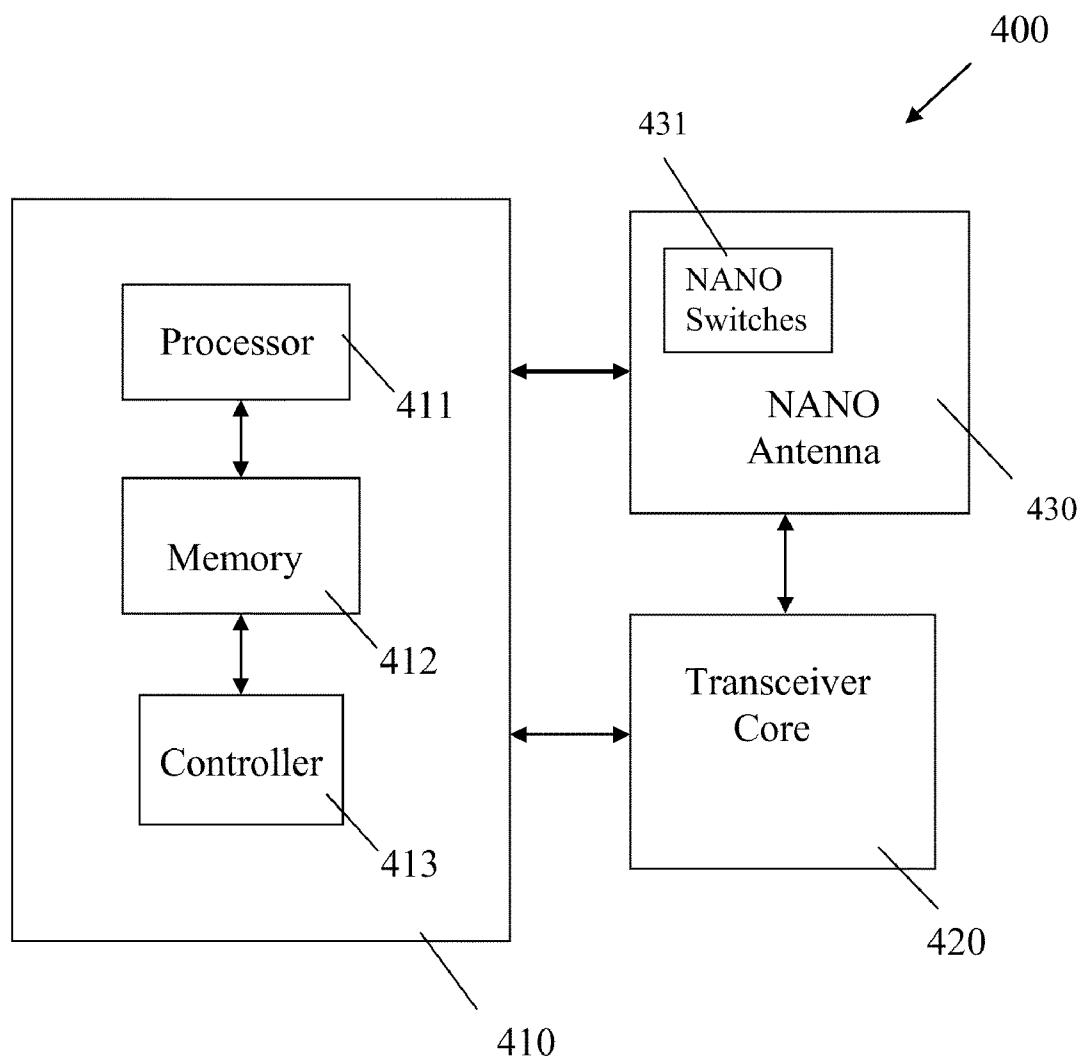 400
431
NANO
Switches
Processor
411
NANO
Antenna
430
Memory
412
Transceiver
Core
Controller
413
420
410